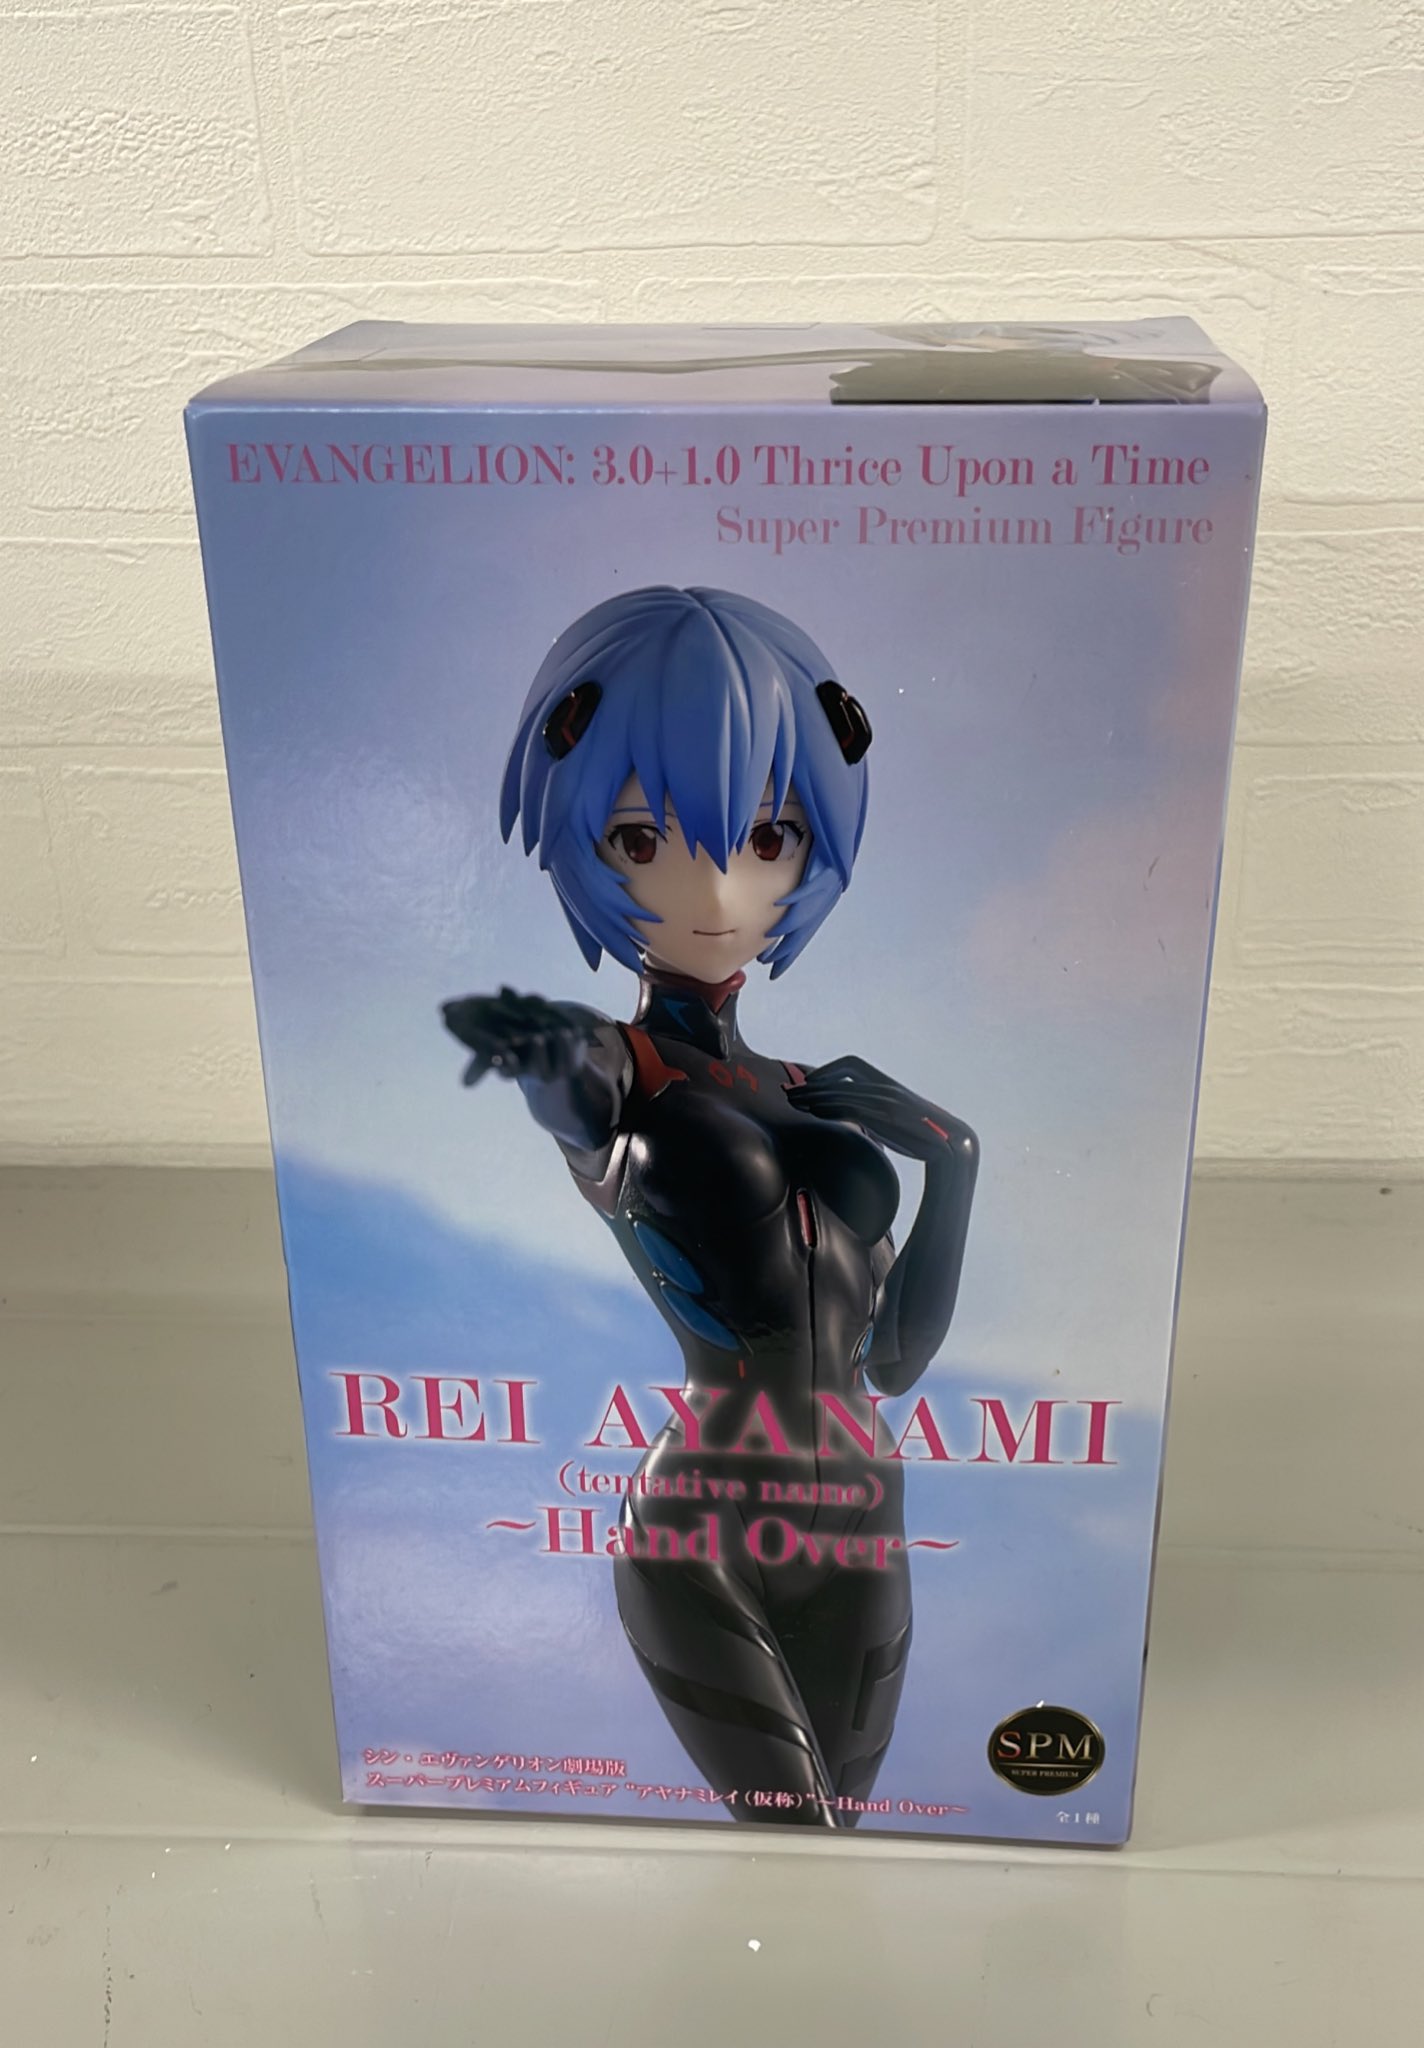 EVANGELION: 3.0+1.0 Thrice Upon a Time
Super Premium Figure
04
REI AYANAMI
(tentative name)
~Hand Over~
シン・エヴァンゲリオン劇場版
スーパープレミアムフィギュア “アヤナミレイ(仮称)”~Hand Over~
SPM
SUPER PREMIUM
全1種